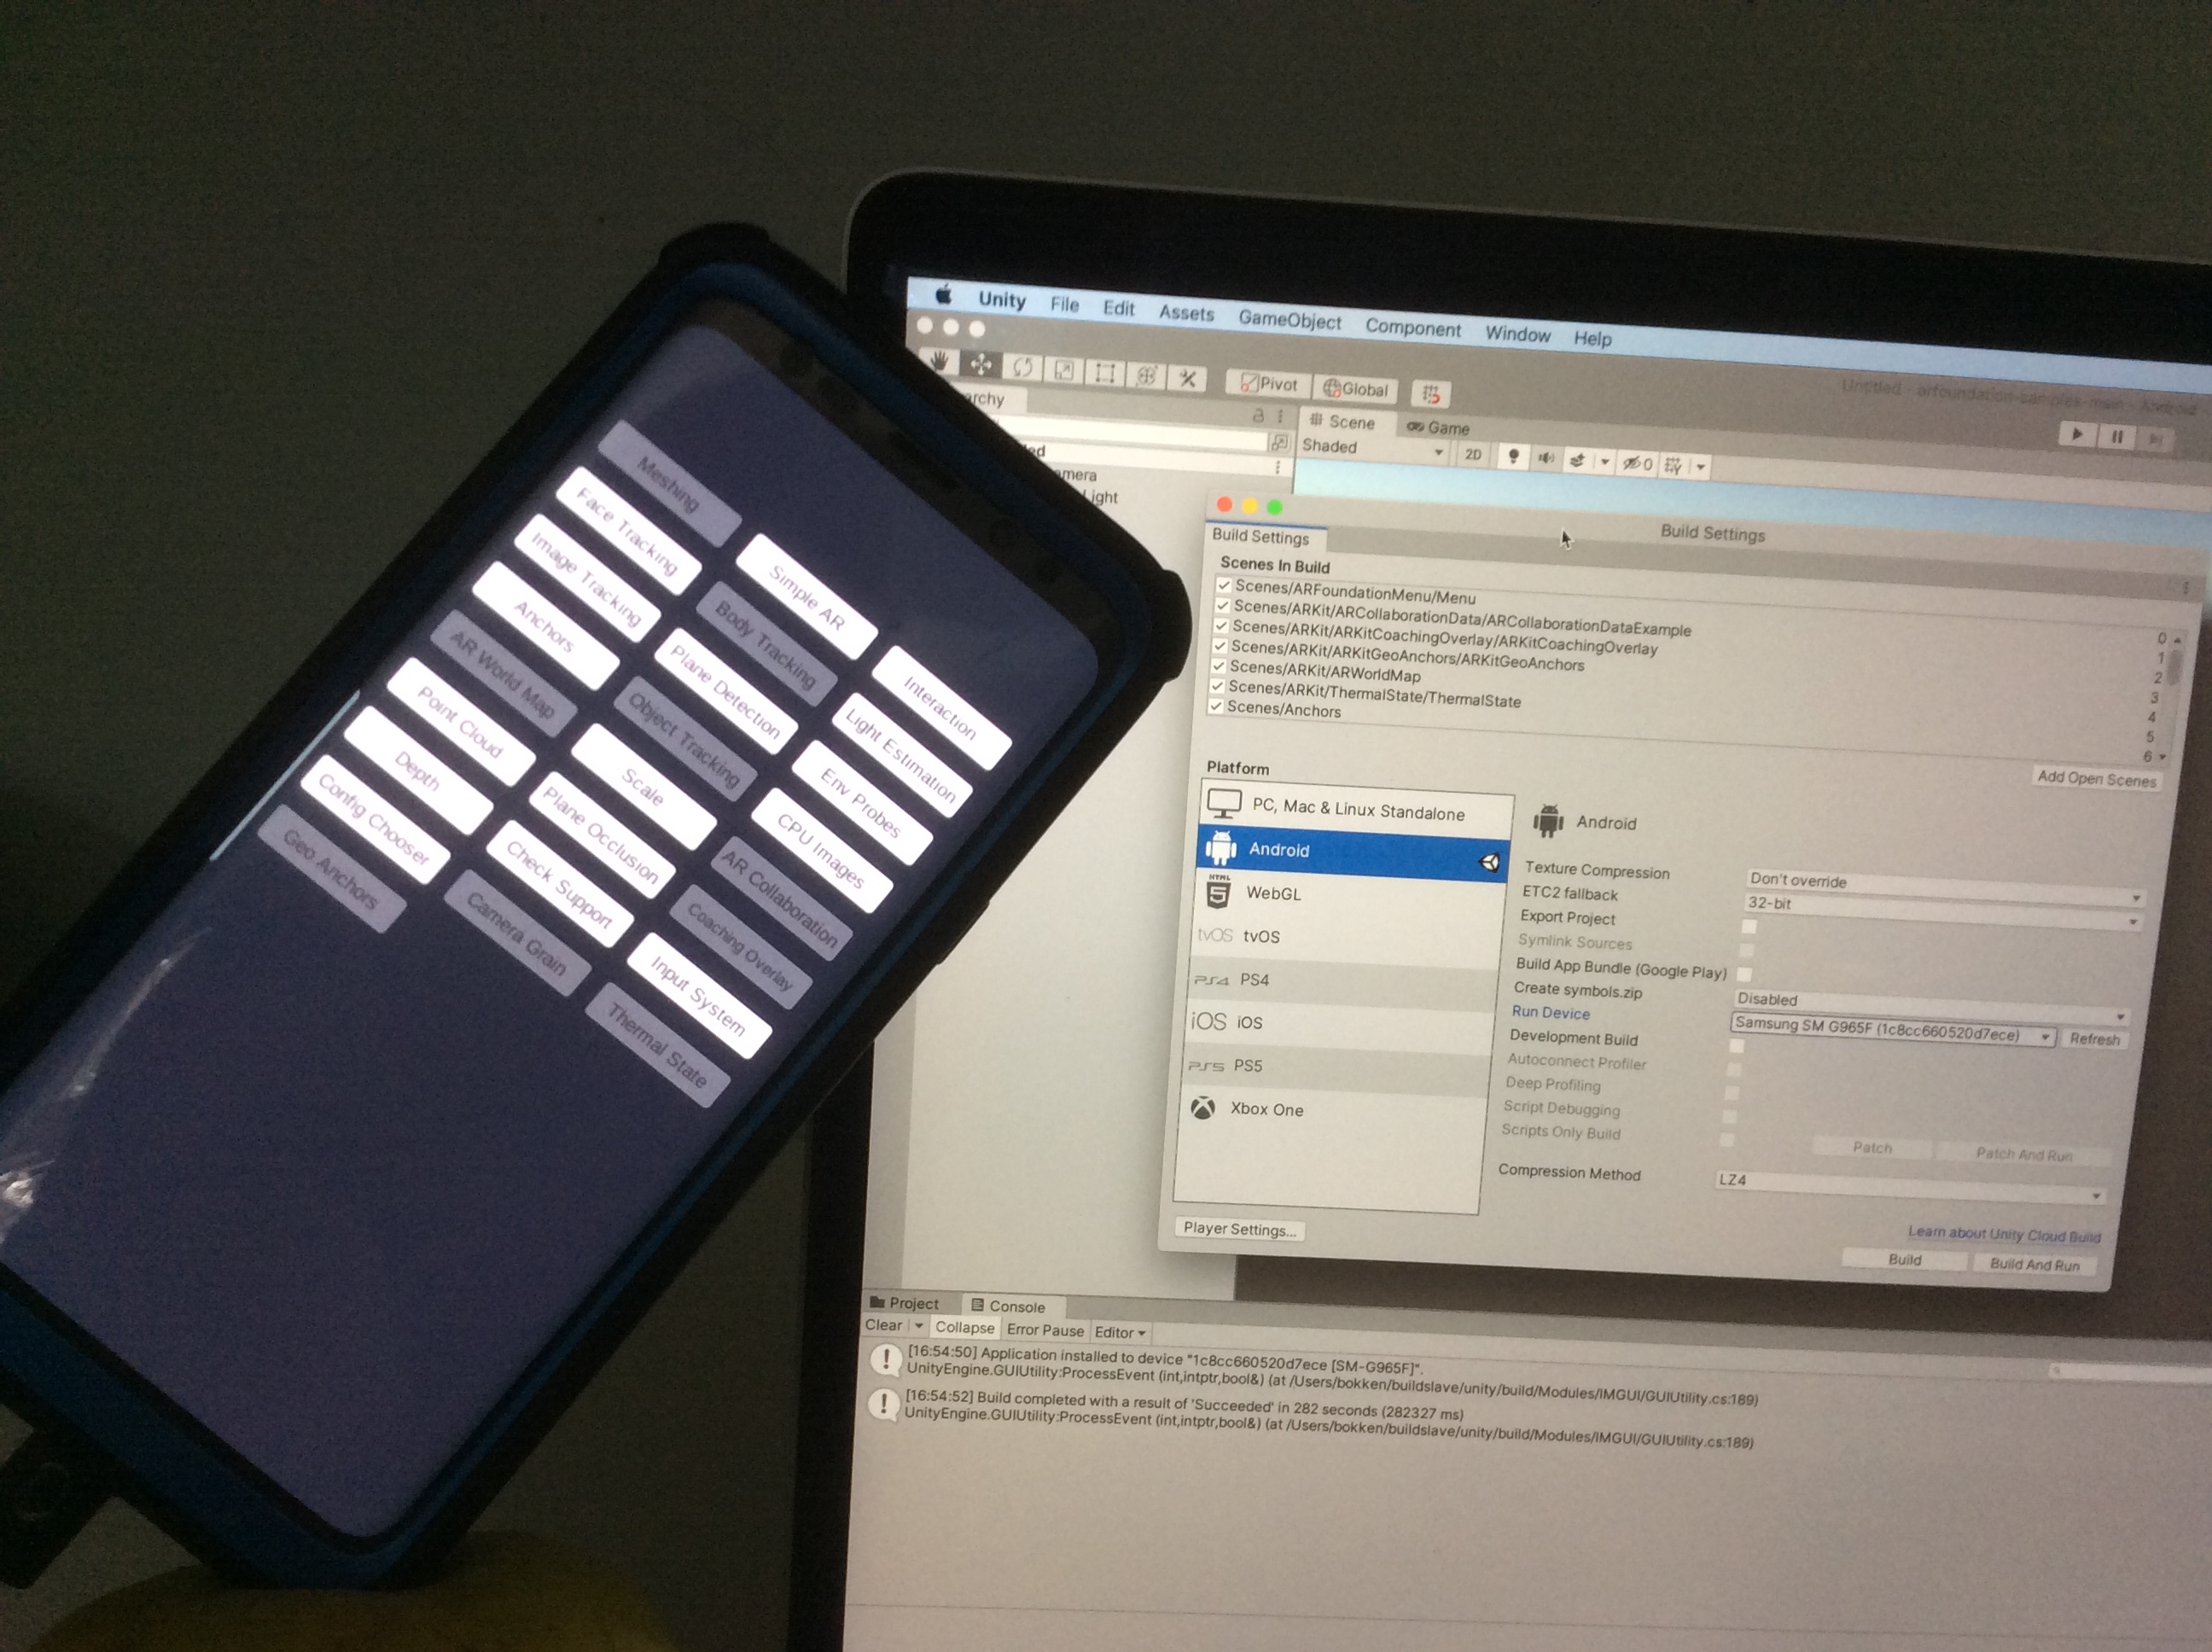 Meshing
Face Tracking
Simple AR
Image Tracking
Body Tracking
Interaction
Anchors
Plane Detection
Light Estimation
AR World Map
Object Tracking
Env Probes
Point Cloud
Scale
CPU Images
Depth
Plane Occlusion
AR Collaboration
Config Chooser
Check Support
Coaching Overlay
Geo Anchors
Camera Grain
Input System
Thermal State
Unity File Edit Assets GameObject Component Window Help
Untitled - arfoundation-samples-main - Android
Pivot Global
archy
Scene Game
Shaded 2D 0
ed
mera
Light
Build Settings
Build Settings
Scenes In Build
Scenes/ARFoundationMenu/Menu 0
Scenes/ARKit/ARCollaborationData/ARCollaborationDataExample 1
Scenes/ARKit/ARKitCoachingOverlay/ARKitCoachingOverlay 2
Scenes/ARKit/ARKitGeoAnchors/ARKitGeoAnchors 3
Scenes/ARKit/ARWorldMap 4
Scenes/ARKit/ThermalState/ThermalState 5
Scenes/Anchors 6
Add Open Scenes
Platform
PC, Mac & Linux Standalone
Android
HTML 5 WebGL
tvOS tvOS
PS4 PS4
iOS iOS
PS5 PS5
Xbox One
Android
Texture Compression Don't override
ETC2 fallback 32-bit
Export Project
Symlink Sources
Build App Bundle (Google Play)
Create symbols.zip Disabled
Run Device Samsung SM G965F (1c8cc660520d7ece) Refresh
Development Build
Autoconnect Profiler
Deep Profiling
Script Debugging
Scripts Only Build Patch Patch And Run
Compression Method LZ4
Learn about Unity Cloud Build
Player Settings... Build Build And Run
Project Console
Clear Collapse Error Pause Editor
[16:54:50] Application installed to device "1c8cc660520d7ece [SM-G965F]".
UnityEngine.GUIUtility:ProcessEvent (int,intptr,bool&) (at /Users/bokken/buildslave/unity/build/Modules/IMGUI/GUIUtility.cs:189)
[16:54:52] Build completed with a result of 'Succeeded' in 282 seconds (282327 ms)
UnityEngine.GUIUtility:ProcessEvent (int,intptr,bool&) (at /Users/bokken/buildslave/unity/build/Modules/IMGUI/GUIUtility.cs:189)